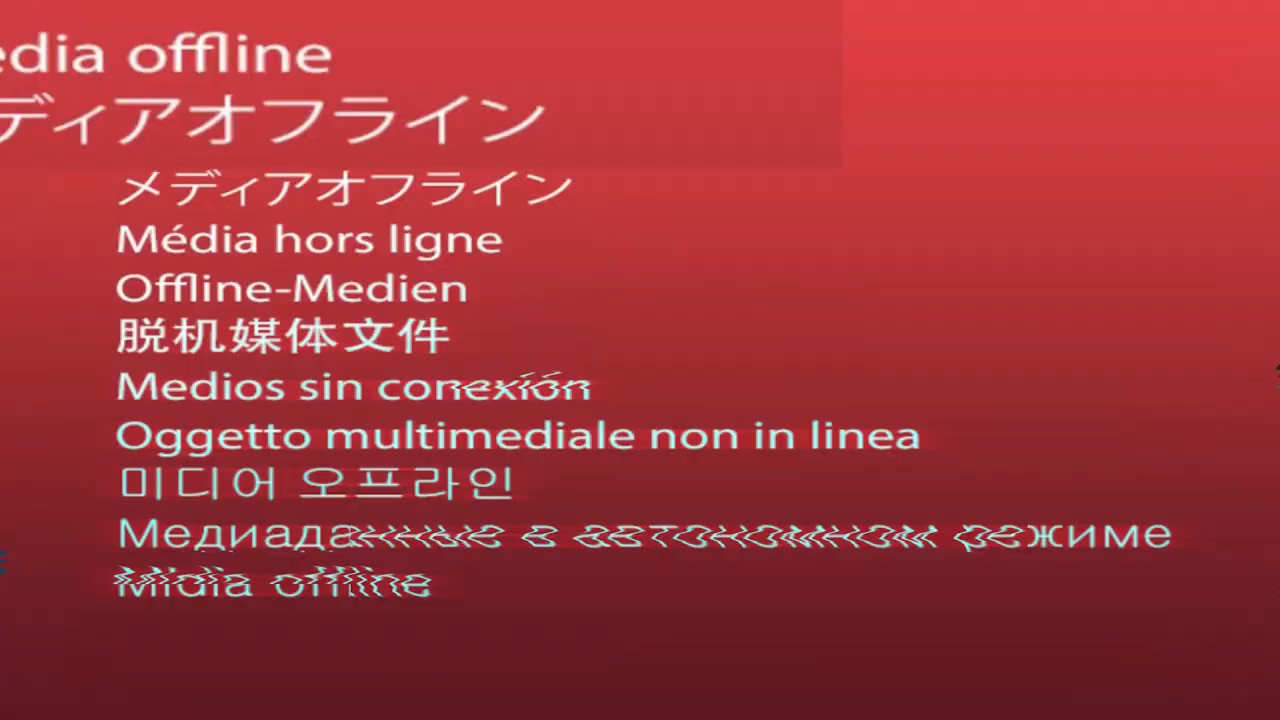 edia offline
ディアオフライン
メディアオフライン
Média hors ligne
Offline-Medien
脱机媒体文件
Medios sin conexión
Oggetto multimediale non in linea
미디어 오프라인
Медиаданные в автономном режиме
Mídia offline